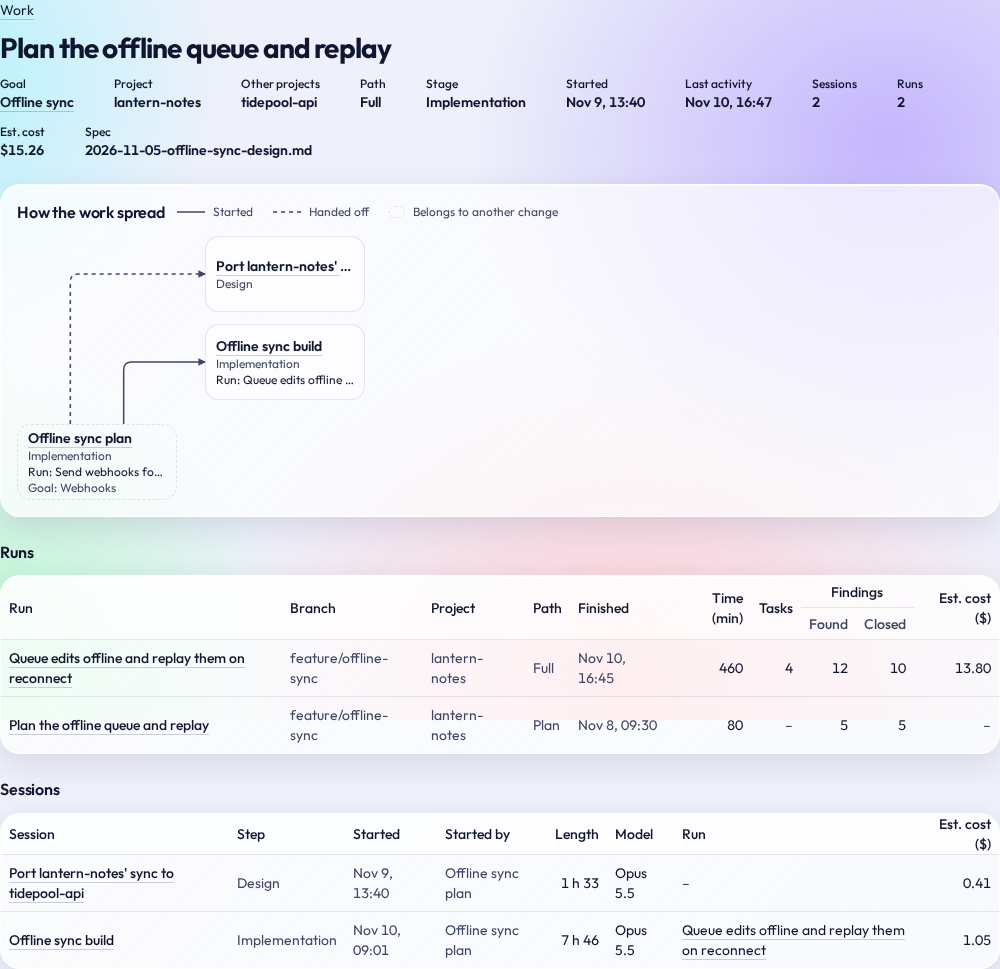 Work
Plan the offline queue and replay
Goal Project Other projects Path Stage Started Last activity Sessions Runs
Offline sync lantern-notes tidepool-api Full Implementation Nov 9, 13:40 Nov 10, 16:47 2 2
Est. cost Spec
$15.26 2026-11-05-offline-sync-design.md
How the work spread Started Handed off Belongs to another change
Port lantern-notes' ...
Design
Offline sync build
Implementation
Run: Queue edits offline ...
Offline sync plan
Implementation
Run: Send webhooks fo...
Goal: Webhooks
Runs
Run Branch Project Path Finished Time (min) Tasks Findings Found Closed Est. cost ($)
Queue edits offline and replay them on reconnect feature/offline-sync lantern-notes Full Nov 10, 16:45 460 4 12 10 13.80
Plan the offline queue and replay feature/offline-sync lantern-notes Plan Nov 8, 09:30 80 – 5 5 –
Sessions
Session Step Started Started by Length Model Run Est. cost ($)
Port lantern-notes' sync to tidepool-api Design Nov 9, 13:40 Offline sync plan 1 h 33 Opus 5.5 – 0.41
Offline sync build Implementation Nov 10, 09:01 Offline sync plan 7 h 46 Opus 5.5 Queue edits offline and replay them on reconnect 1.05